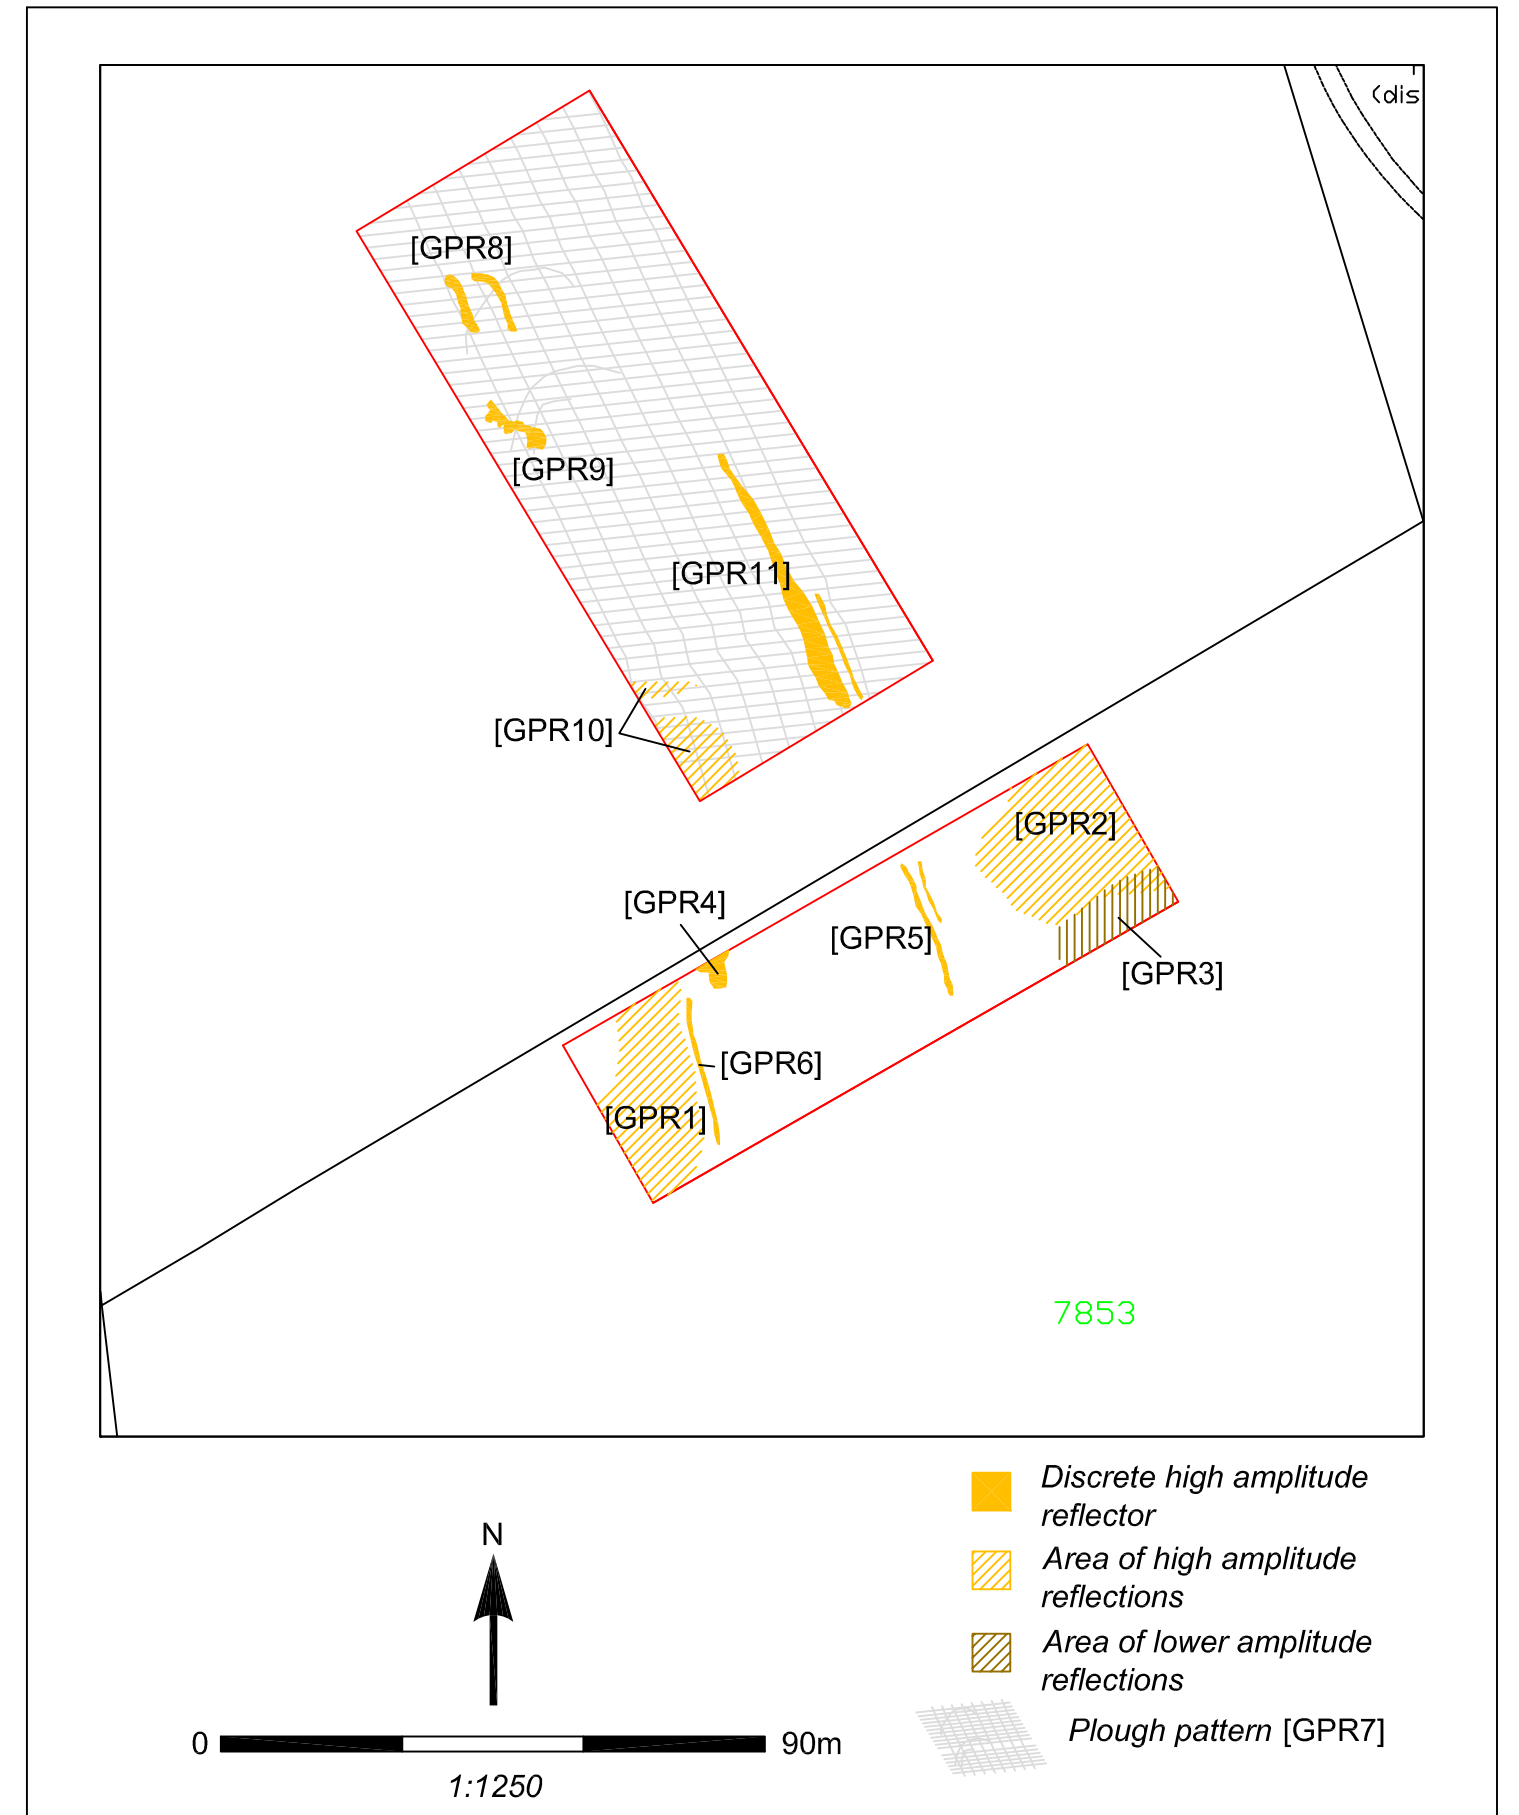 (dis
[GPR8]
[GPR9]
[GPR11]
[GPR10]
[GPR2]
[GPR4]
[GPR5]
[GPR3]
[GPR6]
[GPR1]
7853
Discrete high amplitude
reflector
N
Area of high amplitude
reflections
Area of lower amplitude
reflections
Plough pattern [GPR7]
0
90m
1:1250